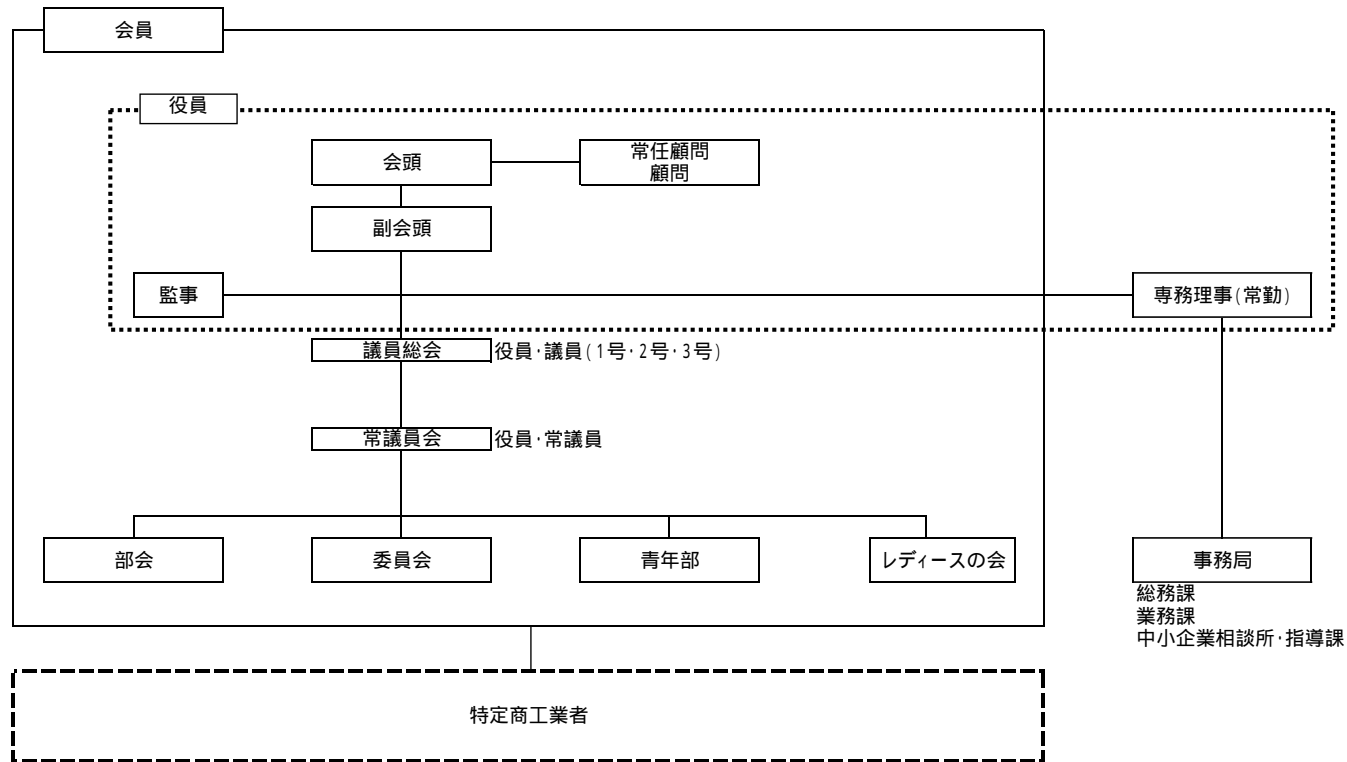 会員
役員
会頭
常任顧問
顧問
副会頭
監事
専務理事(常勤)
議員総会
役員・議員(1号・2号・3号)
常議員会
役員・常議員
部会
委員会
青年部
レディースの会
事務局
総務課
業務課
中小企業相談所・指導課
特定商工業者